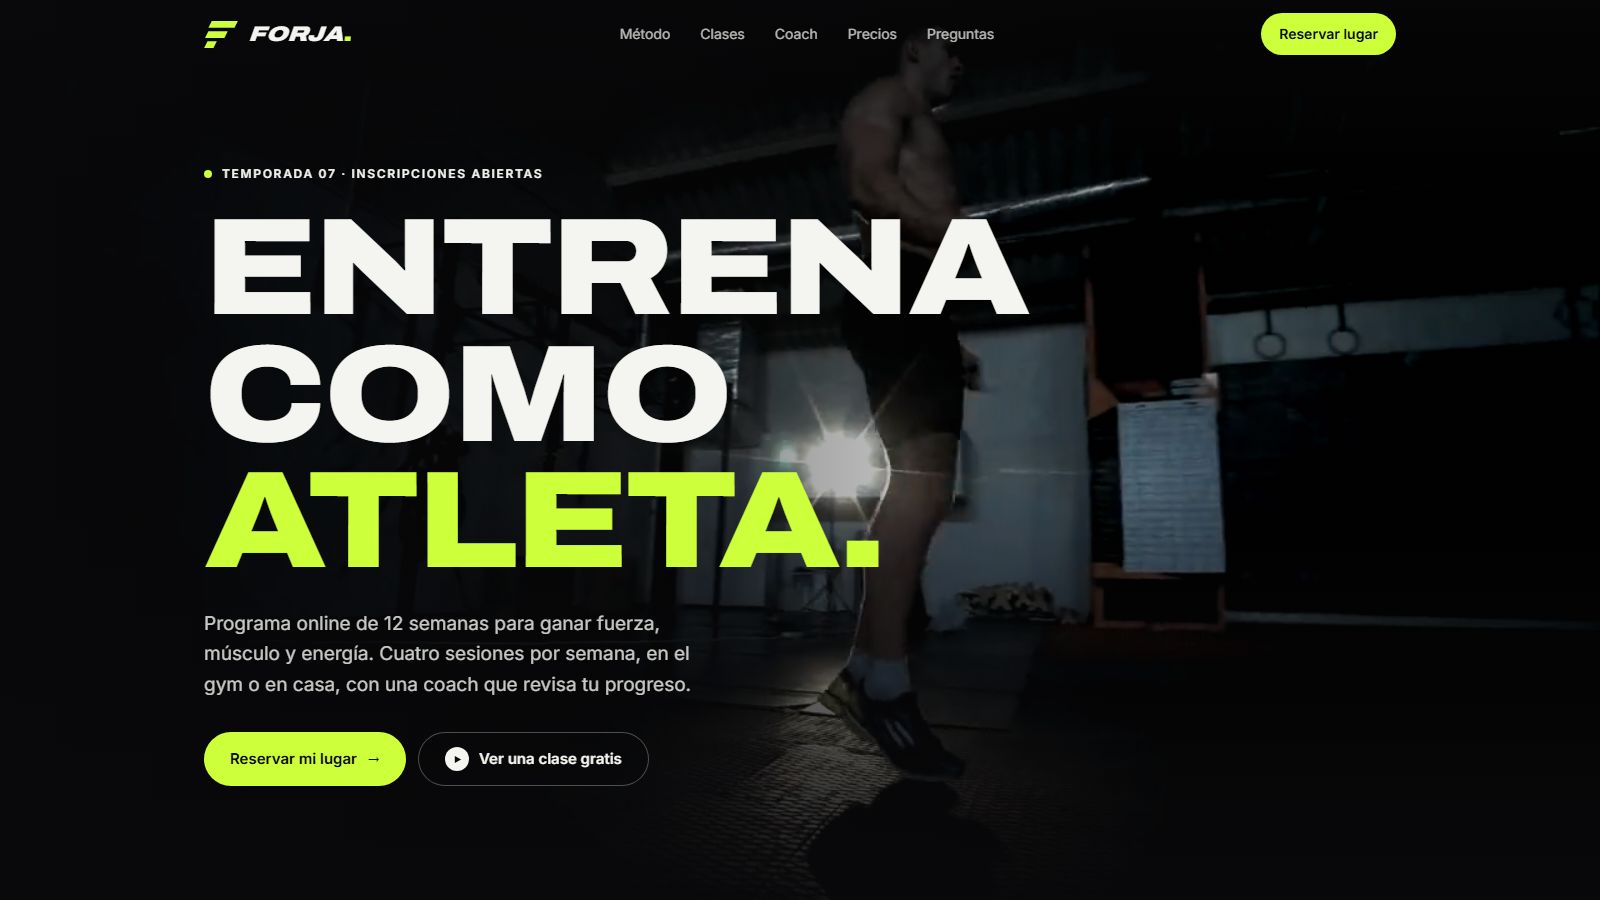 FORJA.
Método
Clases
Coach
Precios
Preguntas
Reservar lugar
TEMPORADA 07 · INSCRIPCIONES ABIERTAS
ENTRENA
COMO
ATLETA.
Programa online de 12 semanas para ganar fuerza,
músculo y energía. Cuatro sesiones por semana, en el
gym o en casa, con una coach que revisa tu progreso.
Reservar mi lugar →
Ver una clase gratis